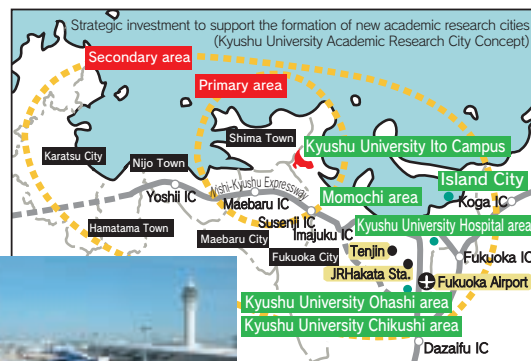 Strategic investment to support the formation of new academic research cities
(Kyushu University Academic Research City Concept)
Secondary area
Primary area
Shima Town
Kyushu University Ito Campus
Karatsu City
Nijo Town
Nishi-Kyushu Expressway
Island City
Momochi area
Koga IC
Yoshii IC
Maebaru IC
Susenji IC
Imajuku IC
Kyushu University Hospital area
Hamatama Town
Maebaru City
Fukuoka City
Tenjin
Fukuoka IC
JRHakata Sta.
Fukuoka Airport
Kyushu University Ohashi area
Kyushu University Chikushi area
Dazaifu IC